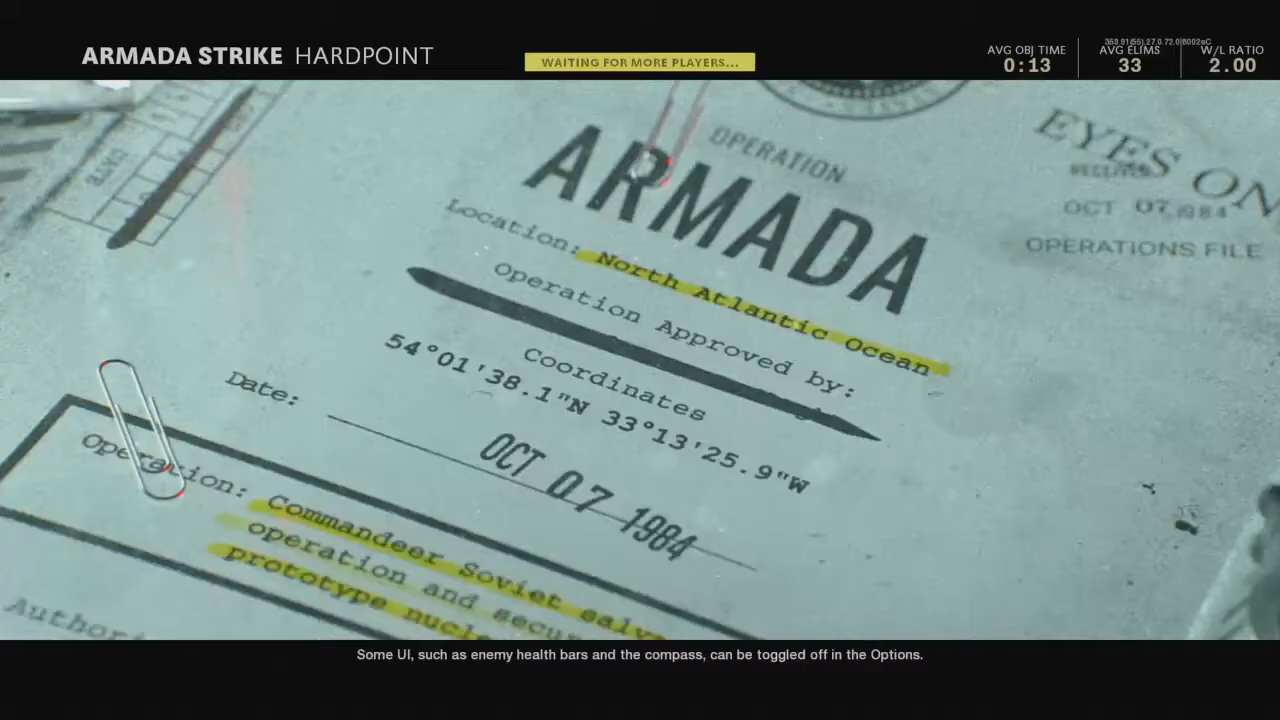 ARMADA STRIKE HARDPOINT
WAITING FOR MORE PLAYERS...
AVG OBJ TIME
0:13
AVG ELIMS
33
W/L RATIO
2.00
OPERATION
ARMADA
EYES ON
RECEIVED
OCT 07,1984
OPERATIONS FILE
DATE
Location: North Atlantic Ocean
Operation Approved by:
Coordinates
54°01'38.1"N 33°13'25.9"W
Date:
OCT 07 1984
Operation: Commandeer Soviet
operation and
prototype
Some UI, such as enemy health bars and the compass, can be toggled off in the Options.